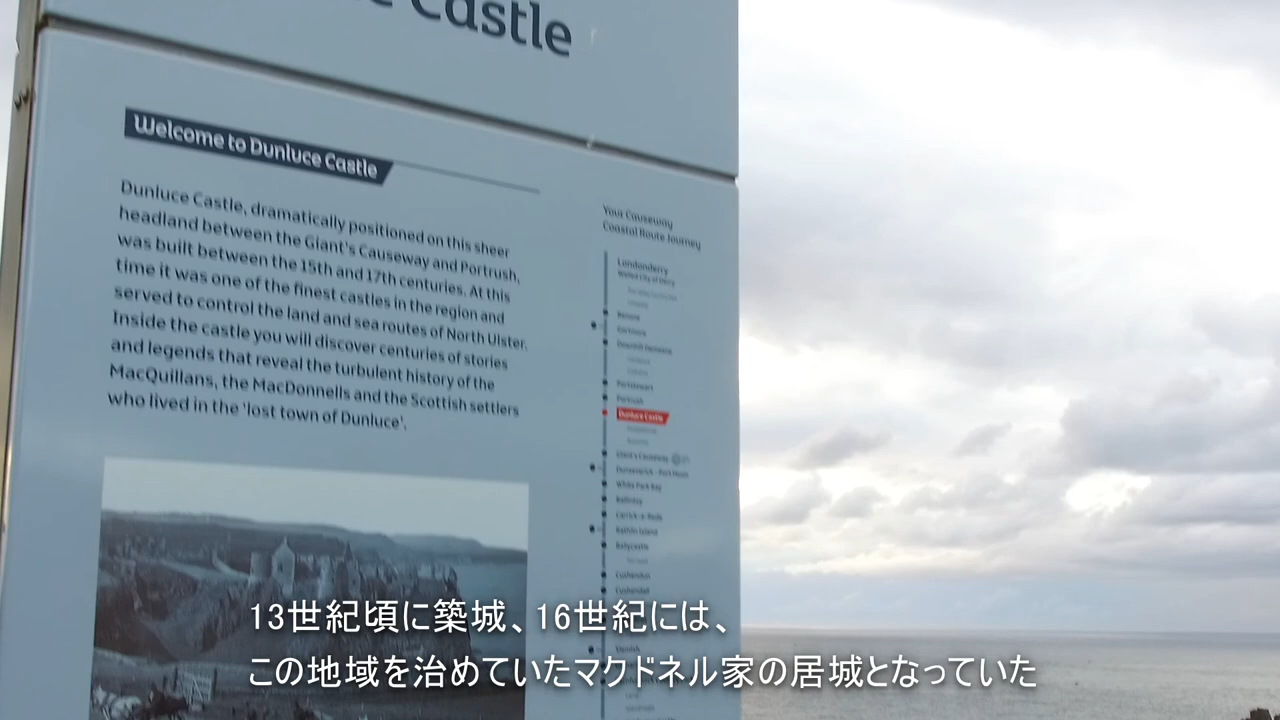 Castle
Welcome to Dunluce Castle
Dunluce Castle, dramatically positioned on this sheer
headland between the Giant's Causeway and Portrush,
was built between the 15th and 17th centuries. At this
time it was one of the finest castles in the region and
served to control the land and sea routes of North Ulster.
Inside the castle you will discover centuries of stories
and legends that reveal the turbulent history of the
MacQuillans, the MacDonnells and the Scottish settlers
who lived in the 'lost town of Dunluce'.
Your Causeway
Coastal Route Journey
Londonderry
Walled City of Derry
Downhill Demesne
Portstewart
Portrush
Dunluce Castle
Giant's Causeway
White Park Bay
Ballintoy
Carrick-a-Rede
Rathlin Island
Ballycastle
Cushendun
Cushendall
13世紀頃に築城、16世紀には、
この地域を治めていたマクドネル家の居城となっていた